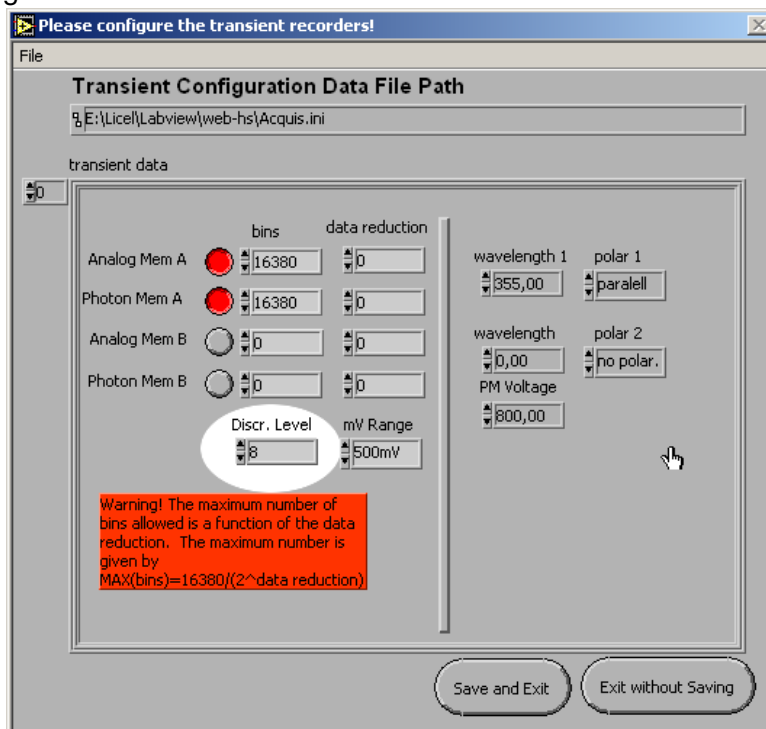 g
Please configure the transient recorders!
File
Transient Configuration Data File Path
E:\Licel\Labview\web-hs\Acquis.ini
transient data
0
bins data reduction
Analog Mem A 16380 0
Photon Mem A 16380 0
Analog Mem B 0 0
Photon Mem B 0 0
Discr. Level mV Range
8 500mV
Warning! The maximum number of
bins allowed is a function of the data
reduction. The maximum number is
given by
MAX(bins)=16380/(2^data reduction)
wavelength 1 polar 1
355,00 paralell
wavelength polar 2
0,00 no polar.
PM Voltage
800,00
Save and Exit Exit without Saving